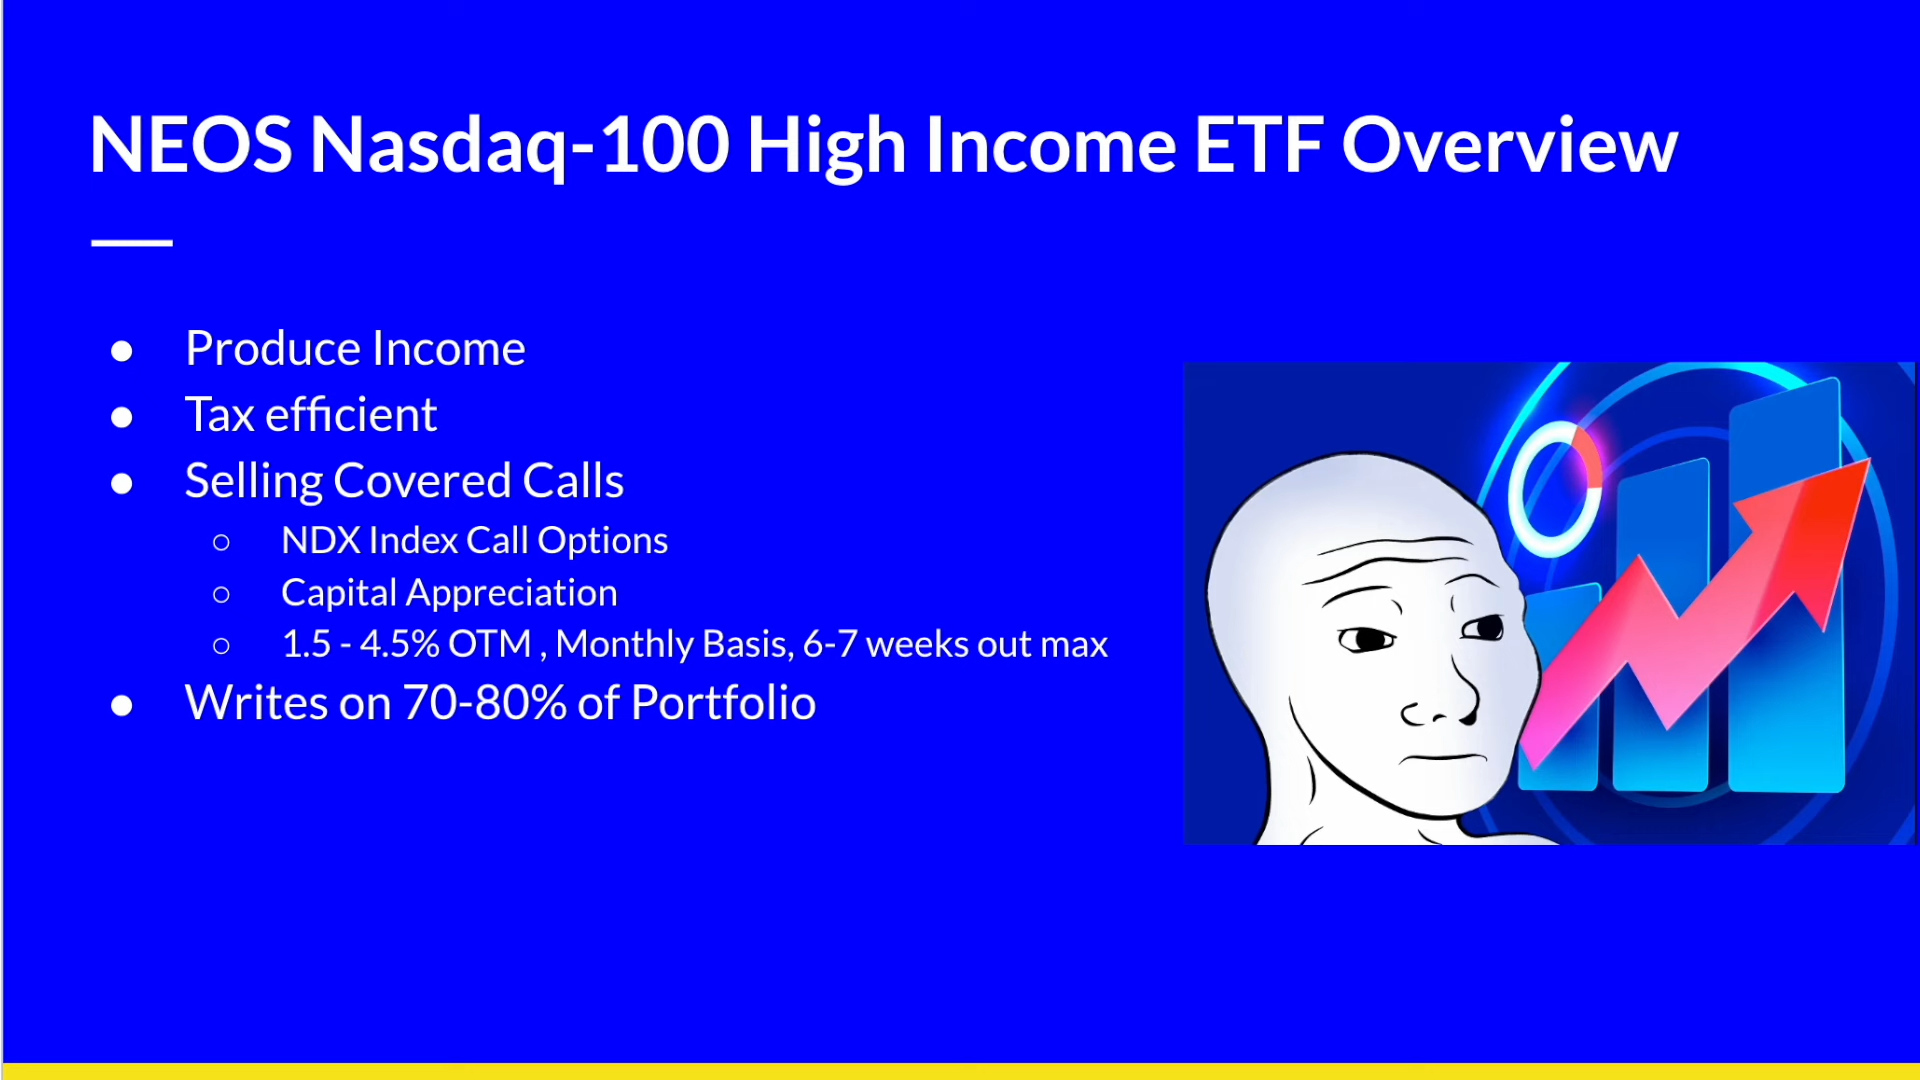 NEOS Nasdaq-100 High Income ETF Overview
● Produce Income
● Tax efficient
● Selling Covered Calls
○ NDX Index Call Options
○ Capital Appreciation
○ 1.5 - 4.5% OTM , Monthly Basis, 6-7 weeks out max
● Writes on 70-80% of Portfolio